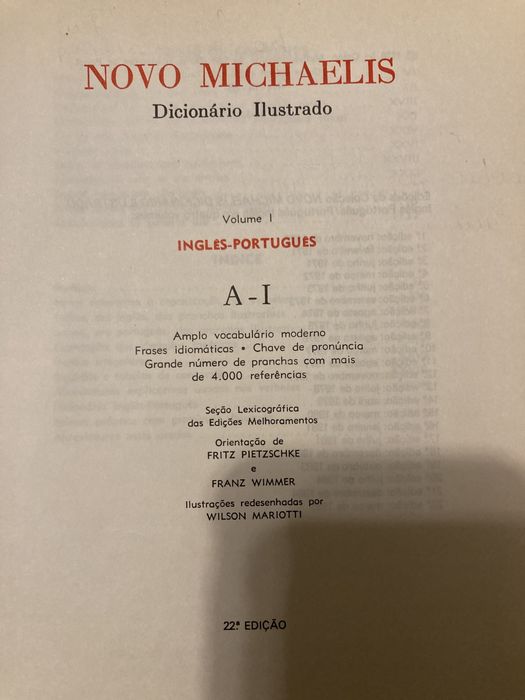 NOVO MICHAELIS
Dicionário Ilustrado
Volume I
INGLÊS-PORTUGUÊS
A-I
Amplo vocabulário moderno
Frases idiomáticas • Chave de pronúncia
Grande número de pranchas com mais
de 4.000 referências
Seção Lexicográfica
das Edições Melhoramentos
Orientação de
FRITZ PIETZSCHKE
e
FRANZ WIMMER
Ilustrações redesenhadas por
WILSON MARIOTTI
22.ª EDIÇÃO